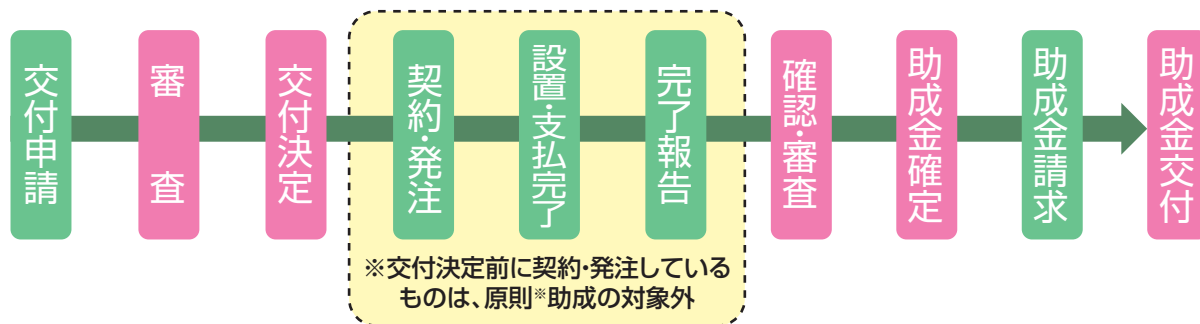 交付申請
審査
交付決定
契約・発注
設置・支払完了
完了報告
確認・審査
助成金確定
助成金請求
助成金交付
※交付決定前に契約・発注している
ものは、原則※助成の対象外